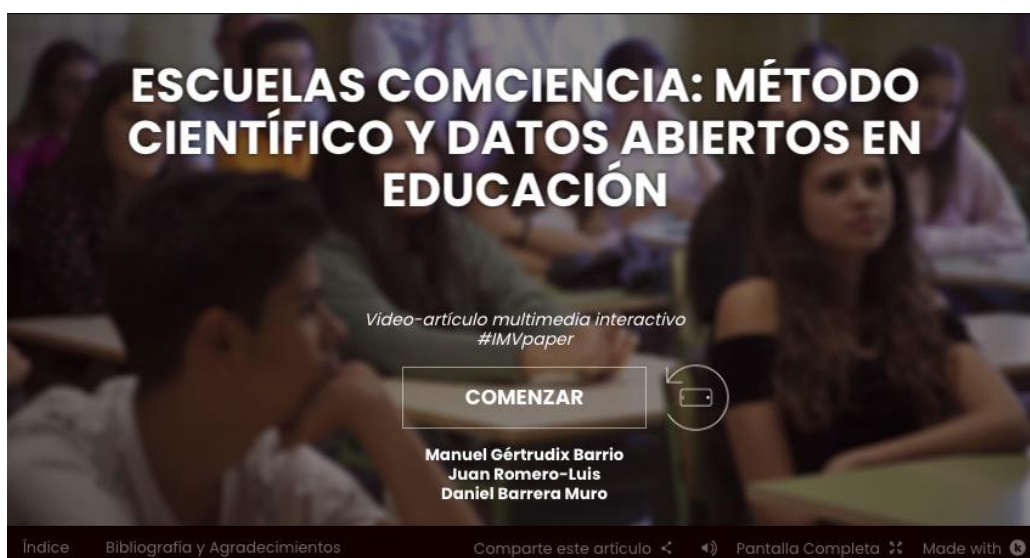 ESCUELAS COMCIENCIA: MÉTODO
CIENTÍFICO Y DATOS ABIERTOS EN
EDUCACIÓN
Video-artículo multimedia interactivo
#IMVpaper
COMENZAR
Manuel Gértrudix Barrio
Juan Romero-Luis
Daniel Barrera Muro
Índice Bibliografía y Agradecimientos Comparte este artículo Pantalla Completa Made with